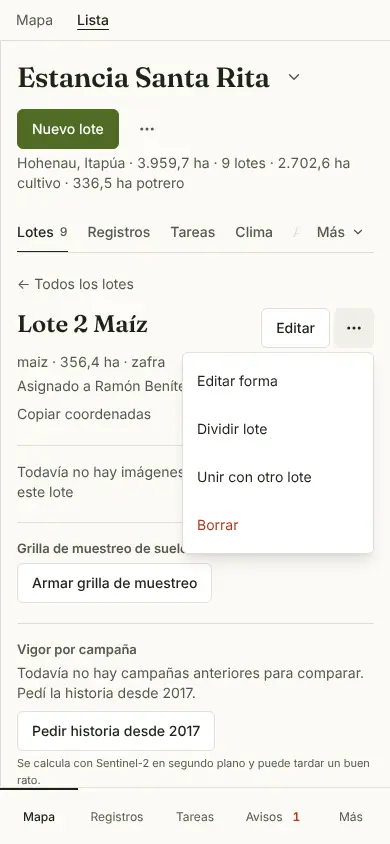 Mapa Lista
Estancia Santa Rita
Nuevo lote
Hohenau, Itapúa · 3.959,7 ha · 9 lotes · 2.702,6 ha
cultivo · 336,5 ha potrero
Lotes 9 Registros Tareas Clima Más
← Todos los lotes
Lote 2 Maíz
Editar
maiz · 356,4 ha · zafra
Editar forma
Asignado a Ramón
Copiar coordenadas
Dividir lote
Todavía no hay imágenes
Unir con otro lote
este lote
Borrar
Grilla de muestreo de
Armar grilla de muestreo
Vigor por campaña
Todavía no hay campañas anteriores para comparar.
Pedí la historia desde 2017.
Pedir historia desde 2017
Se calcula con Sentinel-2 en segundo plano y puede tardar un buen
rato.
Mapa Registros Tareas Avisos 1 Más